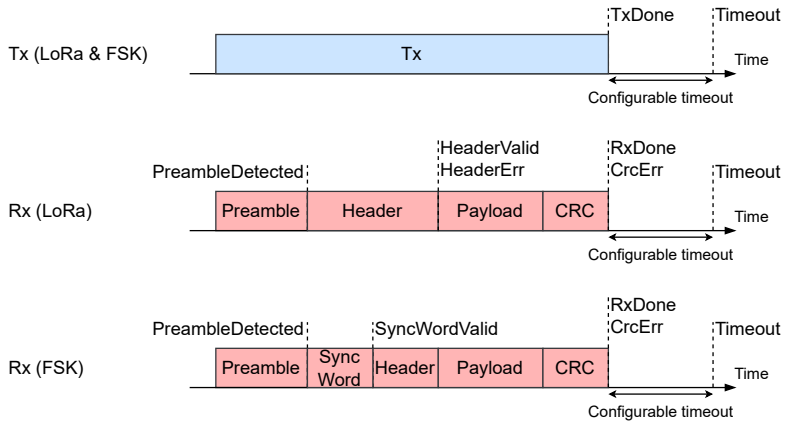 TxDone
Timeout
Tx (LoRa & FSK)
Tx
Time
Configurable timeout
HeaderValid
RxDone
PreambleDetected
HeaderErr
CrcErr
Timeout
Rx (LoRa)
Preamble
Header
Payload
CRC
Time
Configurable timeout
RxDone
PreambleDetected
SyncWordValid
CrcErr
Timeout
Rx (FSK)
Preamble
Sync
Word
Header
Payload
CRC
Time
Configurable timeout